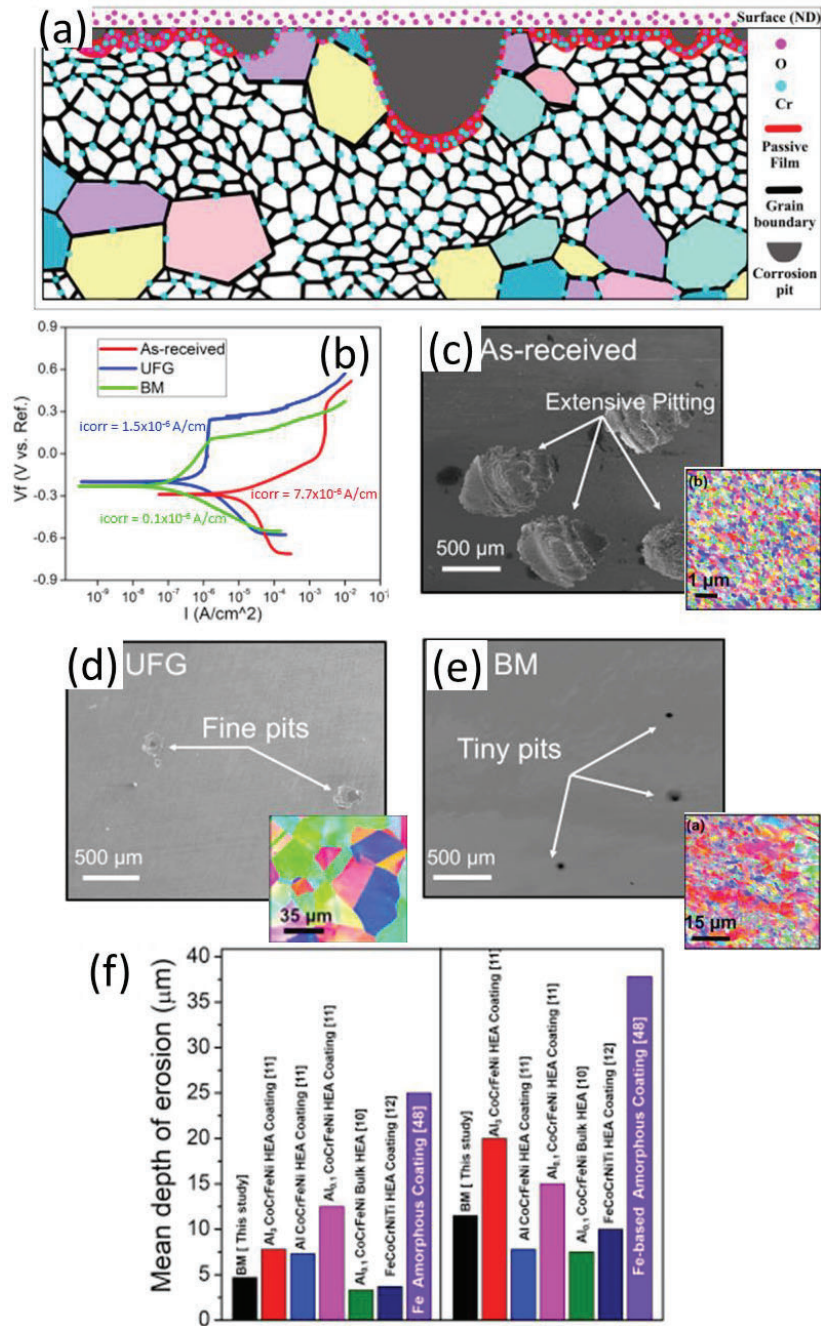 (a)
Surface (ND)
O
Cr
Passive
Film
Grain
boundary
Corrosion
pit
(b)
As-received
UFG
BM
icorr = 1.5x10⁻⁶ A/cm
icorr = 7.7x10⁻⁶ A/cm
icorr = 0.1x10⁻⁶ A/cm
Vf (V vs. Ref.)
0.9
0.6
0.3
0.0
-0.3
-0.6
-0.9
10⁻⁹ 10⁻⁸ 10⁻⁷ 10⁻⁶ 10⁻⁵ 10⁻⁴ 10⁻³ 10⁻²
I (A/cm^2)
(c) As-received
Extensive Pitting
500 μm
(b)
1 μm
(d) UFG
Fine pits
500 μm
35 μm
(e) BM
Tiny pits
500 μm
(a)
15 μm
(f)
Mean depth of erosion (μm)
40
35
30
25
20
15
10
5
0
BM [ This study]
Al₃ CoCrFeNi HEA Coating [11]
Al CoCrFeNi HEA Coating [11]
Al₀.₁ CoCrFeNi HEA Coating [11]
Al₀.₁ CoCrFeNi Bulk HEA [10]
FeCoCrNiTi HEA Coating [12]
Fe Amorphous Coating [48]
BM [ This study]
Al₃ CoCrFeNi HEA Coating [11]
Al CoCrFeNi HEA Coating [11]
Al₀.₁ CoCrFeNi HEA Coating [11]
Al₀.₁ CoCrFeNi Bulk HEA [10]
FeCoCrNiTi HEA Coating [12]
Fe-based Amorphous Coating [48]